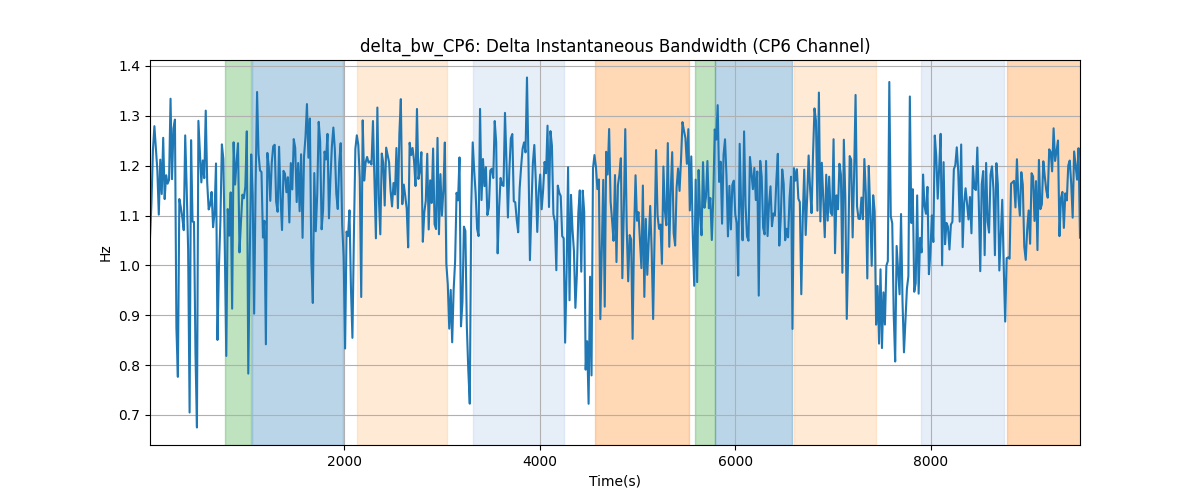 delta_bw_CP6: Delta Instantaneous Bandwidth (CP6 Channel)
1.4
1.3
1.2
1.1
1.0
0.9
0.8
0.7
Hz
2000 4000 6000 8000
Time(s)